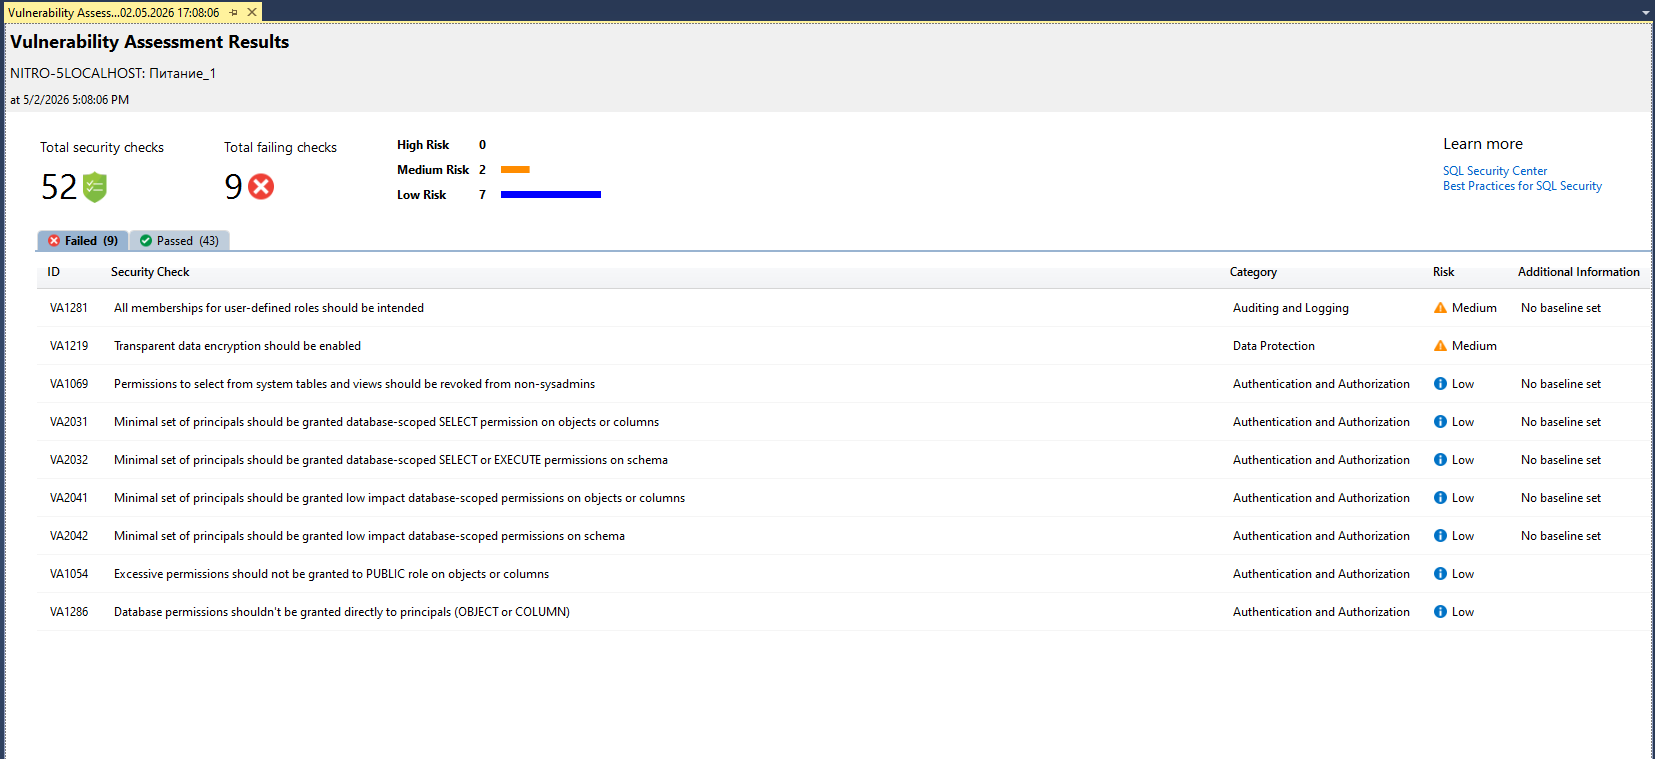 Vulnerability Assess...02.05.2026 17:08:06
Vulnerability Assessment Results
NITRO-5LOCALHOST: Питание_1
at 5/2/2026 5:08:06 PM
Total security checks
52
Total failing checks
9
High Risk 0
Medium Risk 2
Low Risk 7
Learn more
SQL Security Center
Best Practices for SQL Security
Failed (9) Passed (43)
ID Security Check Category Risk Additional Information
VA1281 All memberships for user-defined roles should be intended Auditing and Logging Medium No baseline set
VA1219 Transparent data encryption should be enabled Data Protection Medium
VA1069 Permissions to select from system tables and views should be revoked from non-sysadmins Authentication and Authorization Low No baseline set
VA2031 Minimal set of principals should be granted database-scoped SELECT permission on objects or columns Authentication and Authorization Low No baseline set
VA2032 Minimal set of principals should be granted database-scoped SELECT or EXECUTE permissions on schema Authentication and Authorization Low No baseline set
VA2041 Minimal set of principals should be granted low impact database-scoped permissions on objects or columns Authentication and Authorization Low No baseline set
VA2042 Minimal set of principals should be granted low impact database-scoped permissions on schema Authentication and Authorization Low No baseline set
VA1054 Excessive permissions should not be granted to PUBLIC role on objects or columns Authentication and Authorization Low
VA1286 Database permissions shouldn't be granted directly to principals (OBJECT or COLUMN) Authentication and Authorization Low